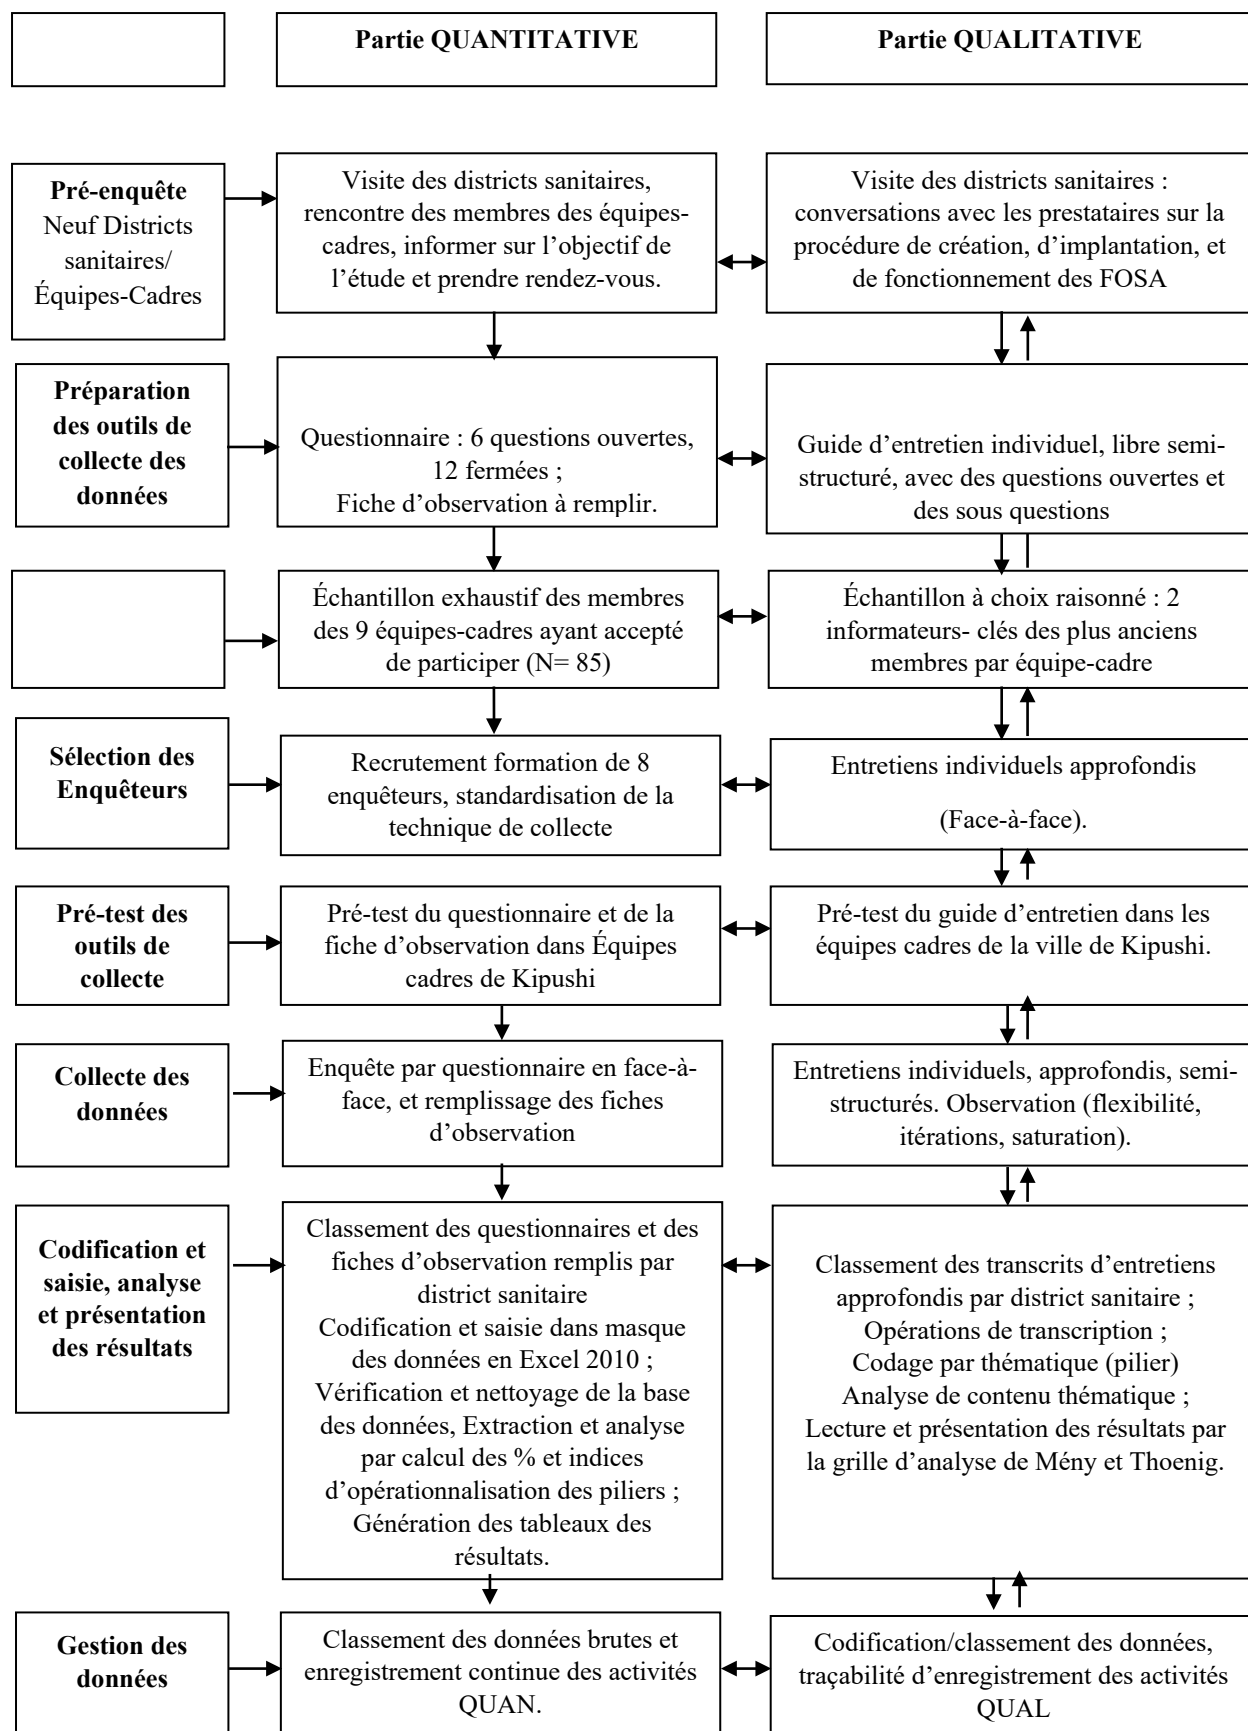 Partie QUANTITATIVE
Partie QUALITATIVE
Pré-enquête
Neuf Districts
sanitaires/
Équipes-Cadres
Visite des districts sanitaires,
rencontre des membres des équipes-
cadres, informer sur l’objectif de
l’étude et prendre rendez-vous.
Visite des districts sanitaires :
conversations avec les prestataires sur la
procédure de création, d’implantation, et
de fonctionnement des FOSA
Préparation
des outils de
collecte des
données
Questionnaire : 6 questions ouvertes,
12 fermées ;
Fiche d’observation à remplir.
Guide d’entretien individuel, libre semi-
structuré, avec des questions ouvertes et
des sous questions
Échantillon exhaustif des membres
des 9 équipes-cadres ayant accepté
de participer (N= 85)
Échantillon à choix raisonné : 2
informateurs- clés des plus anciens
membres par équipe-cadre
Sélection des
Enquêteurs
Recrutement formation de 8
enquêteurs, standardisation de la
technique de collecte
Entretiens individuels approfondis
(Face-à-face).
Pré-test des
outils de
collecte
Pré-test du questionnaire et de la
fiche d’observation dans Équipes
cadres de Kipushi
Pré-test du guide d’entretien dans les
équipes cadres de la ville de Kipushi.
Collecte des
données
Enquête par questionnaire en face-à-
face, et remplissage des fiches
d’observation
Entretiens individuels, approfondis, semi-
structurés. Observation (flexibilité,
itérations, saturation).
Codification et
saisie, analyse
et présentation
des résultats
Classement des questionnaires et des
fiches d’observation remplis par
district sanitaire
Codification et saisie dans masque
des données en Excel 2010 ;
Vérification et nettoyage de la base
des données, Extraction et analyse
par calcul des % et indices
d’opérationnalisation des piliers ;
Génération des tableaux des
résultats.
Classement des transcrits d’entretiens
approfondis par district sanitaire ;
Opérations de transcription ;
Codage par thématique (pilier)
Analyse de contenu thématique ;
Lecture et présentation des résultats par
la grille d’analyse de Mény et Thoenig.
Gestion des
données
Classement des données brutes et
enregistrement continue des activités
QUAN.
Codification/classement des données,
traçabilité d’enregistrement des activités
QUAL